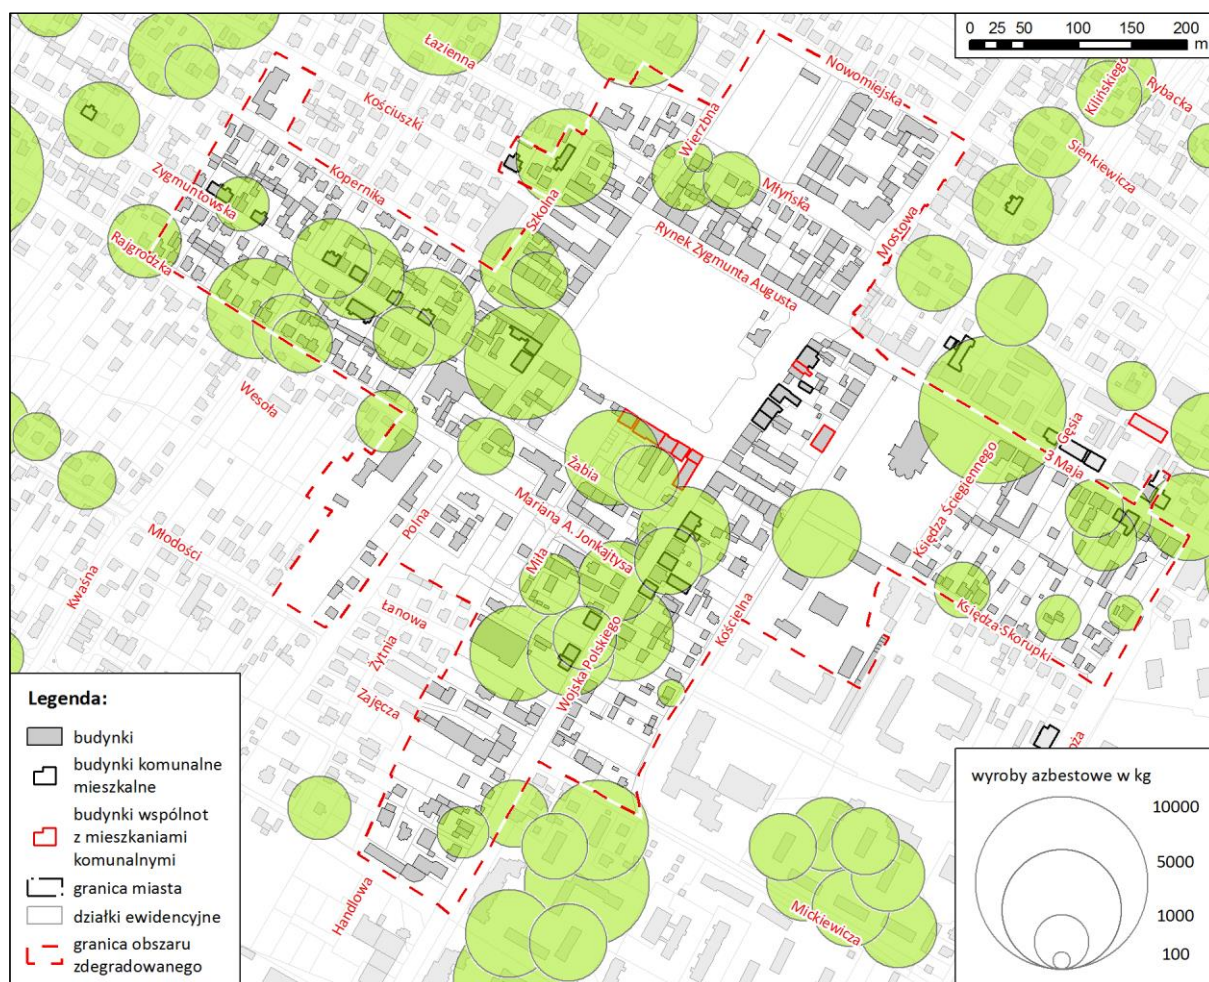 0 25 50 100 150 200
m
Łazienna
Kościuszki
Kopernika
Szkolna
Wierzbna
Nowomiejska
Kilińskiego
Rybacka
Sienkiewicza
Młyńska
Mostowa
Rynek Zygmunta Augusta
Zygmuntowska
Rajgrodzka
Wesoła
Żabia
Mariana A. Jonkajtysa
Polna
Młodości
Kwaśna
Miła
Łanowa
Żytnia
Zajęcza
Wojska Polskiego
Kościelna
Księdza Ściegiennego
Gęsia
3 Maja
Księdza Skorupki
Handlowa
Mickiewicza
Legenda:
budynki
budynki komunalne
mieszkalne
budynki wspólnot
z mieszkaniami
komunalnymi
granica miasta
działki ewidencyjne
granica obszaru
zdegradowanego
wyroby azbestowe w kg
10000
5000
1000
100